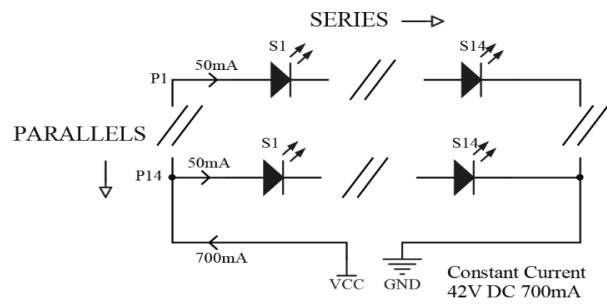 SERIES
S1
S14
50mA
P1
PARALLELS
S1
S14
50mA
P14
700mA
VCC
GND
Constant Current
42V DC 700mA